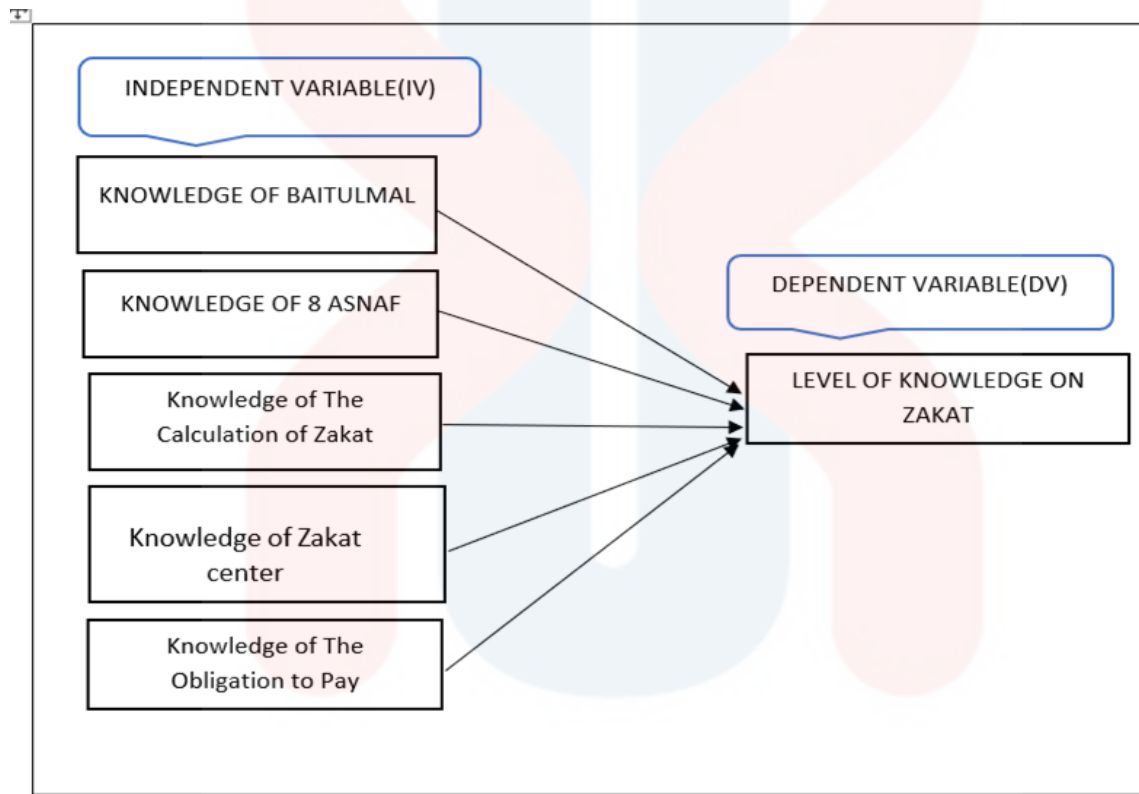 INDEPENDENT VARIABLE(IV)
KNOWLEDGE OF BAITULMAL
KNOWLEDGE OF 8 ASNAF
Knowledge of The
Calculation of Zakat
Knowledge of Zakat
center
Knowledge of The
Obligation to Pay
DEPENDENT VARIABLE(DV)
LEVEL OF KNOWLEDGE ON
ZAKAT